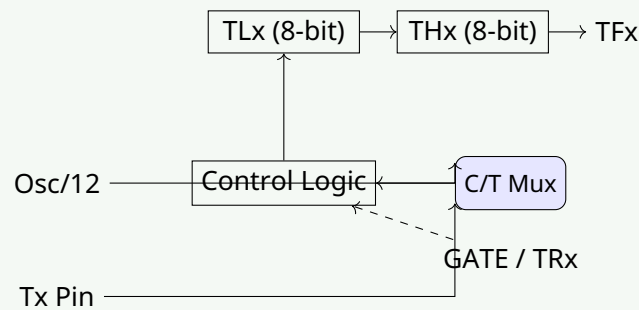 TLx (8-bit)
THx (8-bit)
TFx
Osc/12
Control Logic
C/T Mux
GATE / TRx
Tx Pin